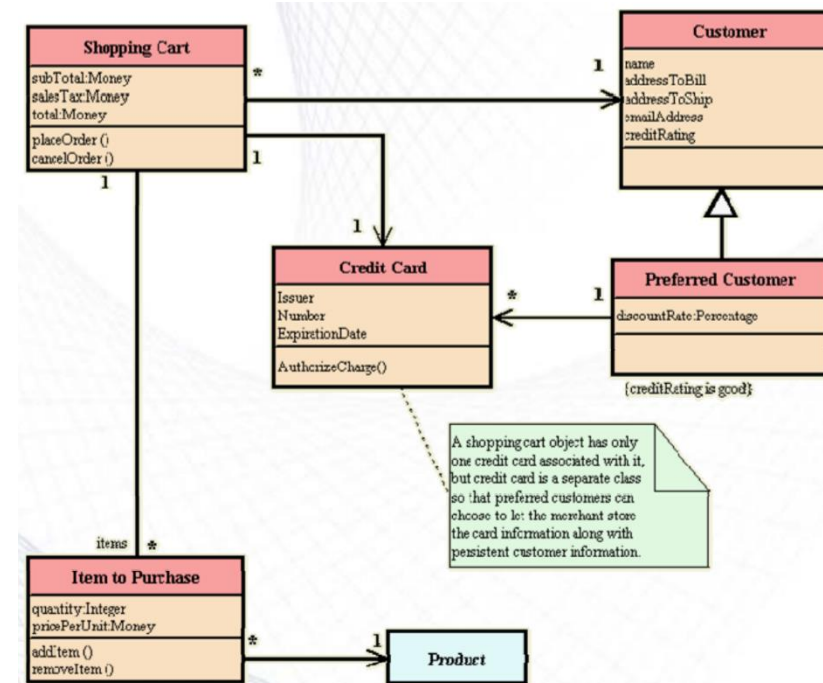 Shopping Cart
subTotal:Money
salesTax:Money
total:Money
placeOrder ()
cancelOrder ()
*
1
1
1
Customer
name
addressToBill
addressToShip
emailAddress
creditRating
1
Credit Card
Issuer
Number
ExpirationDate
AuthorizeCharge()
*
1
Preferred Customer
discountRate:Percentage
{creditRating is good}
A shopping cart object has only
one credit card associated with it,
but credit card is a separate class
so that preferred customers can
choose to let the merchant store
the card information along with
persistent customer information.
items *
Item to Purchase
quantity:Integer
pricePerUnit:Money
addItem ()
removeItem ()
*
1
Product